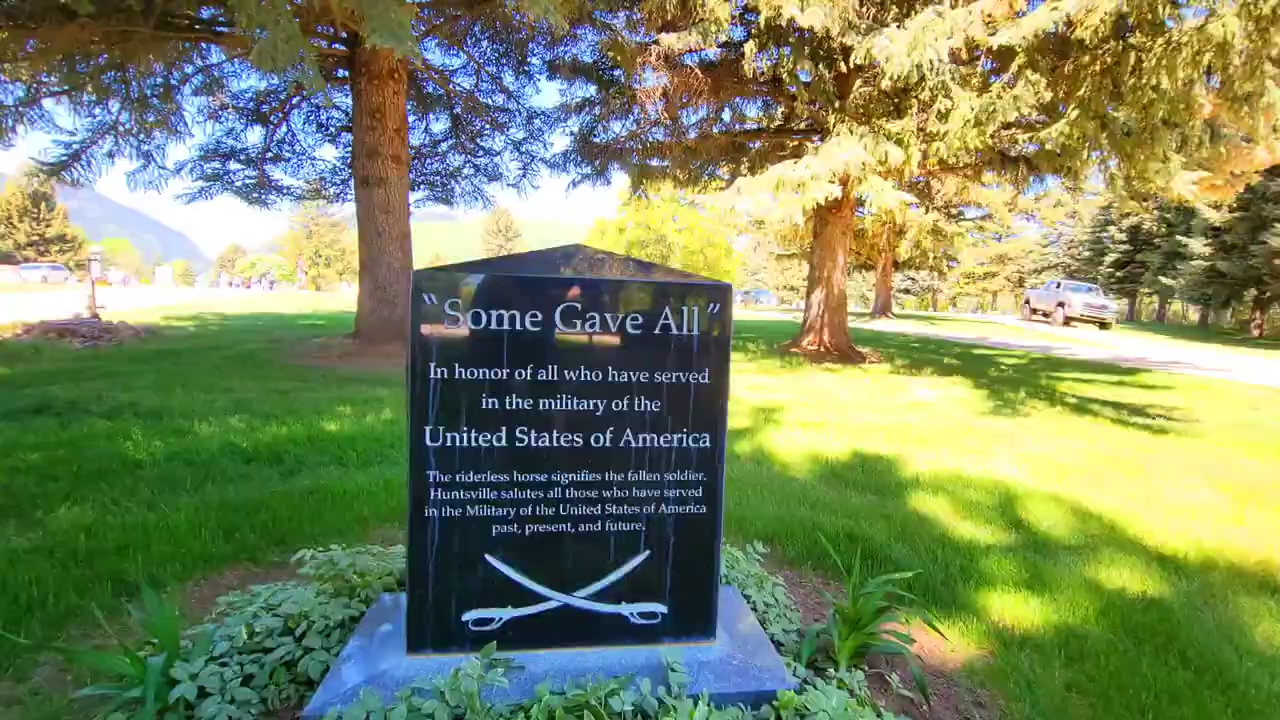 “Some Gave All”
In honor of all who have served
in the military of the
United States of America
The riderless horse signifies the fallen soldier.
Huntsville salutes all those who have served
in the Military of the United States of America
past, present, and future.